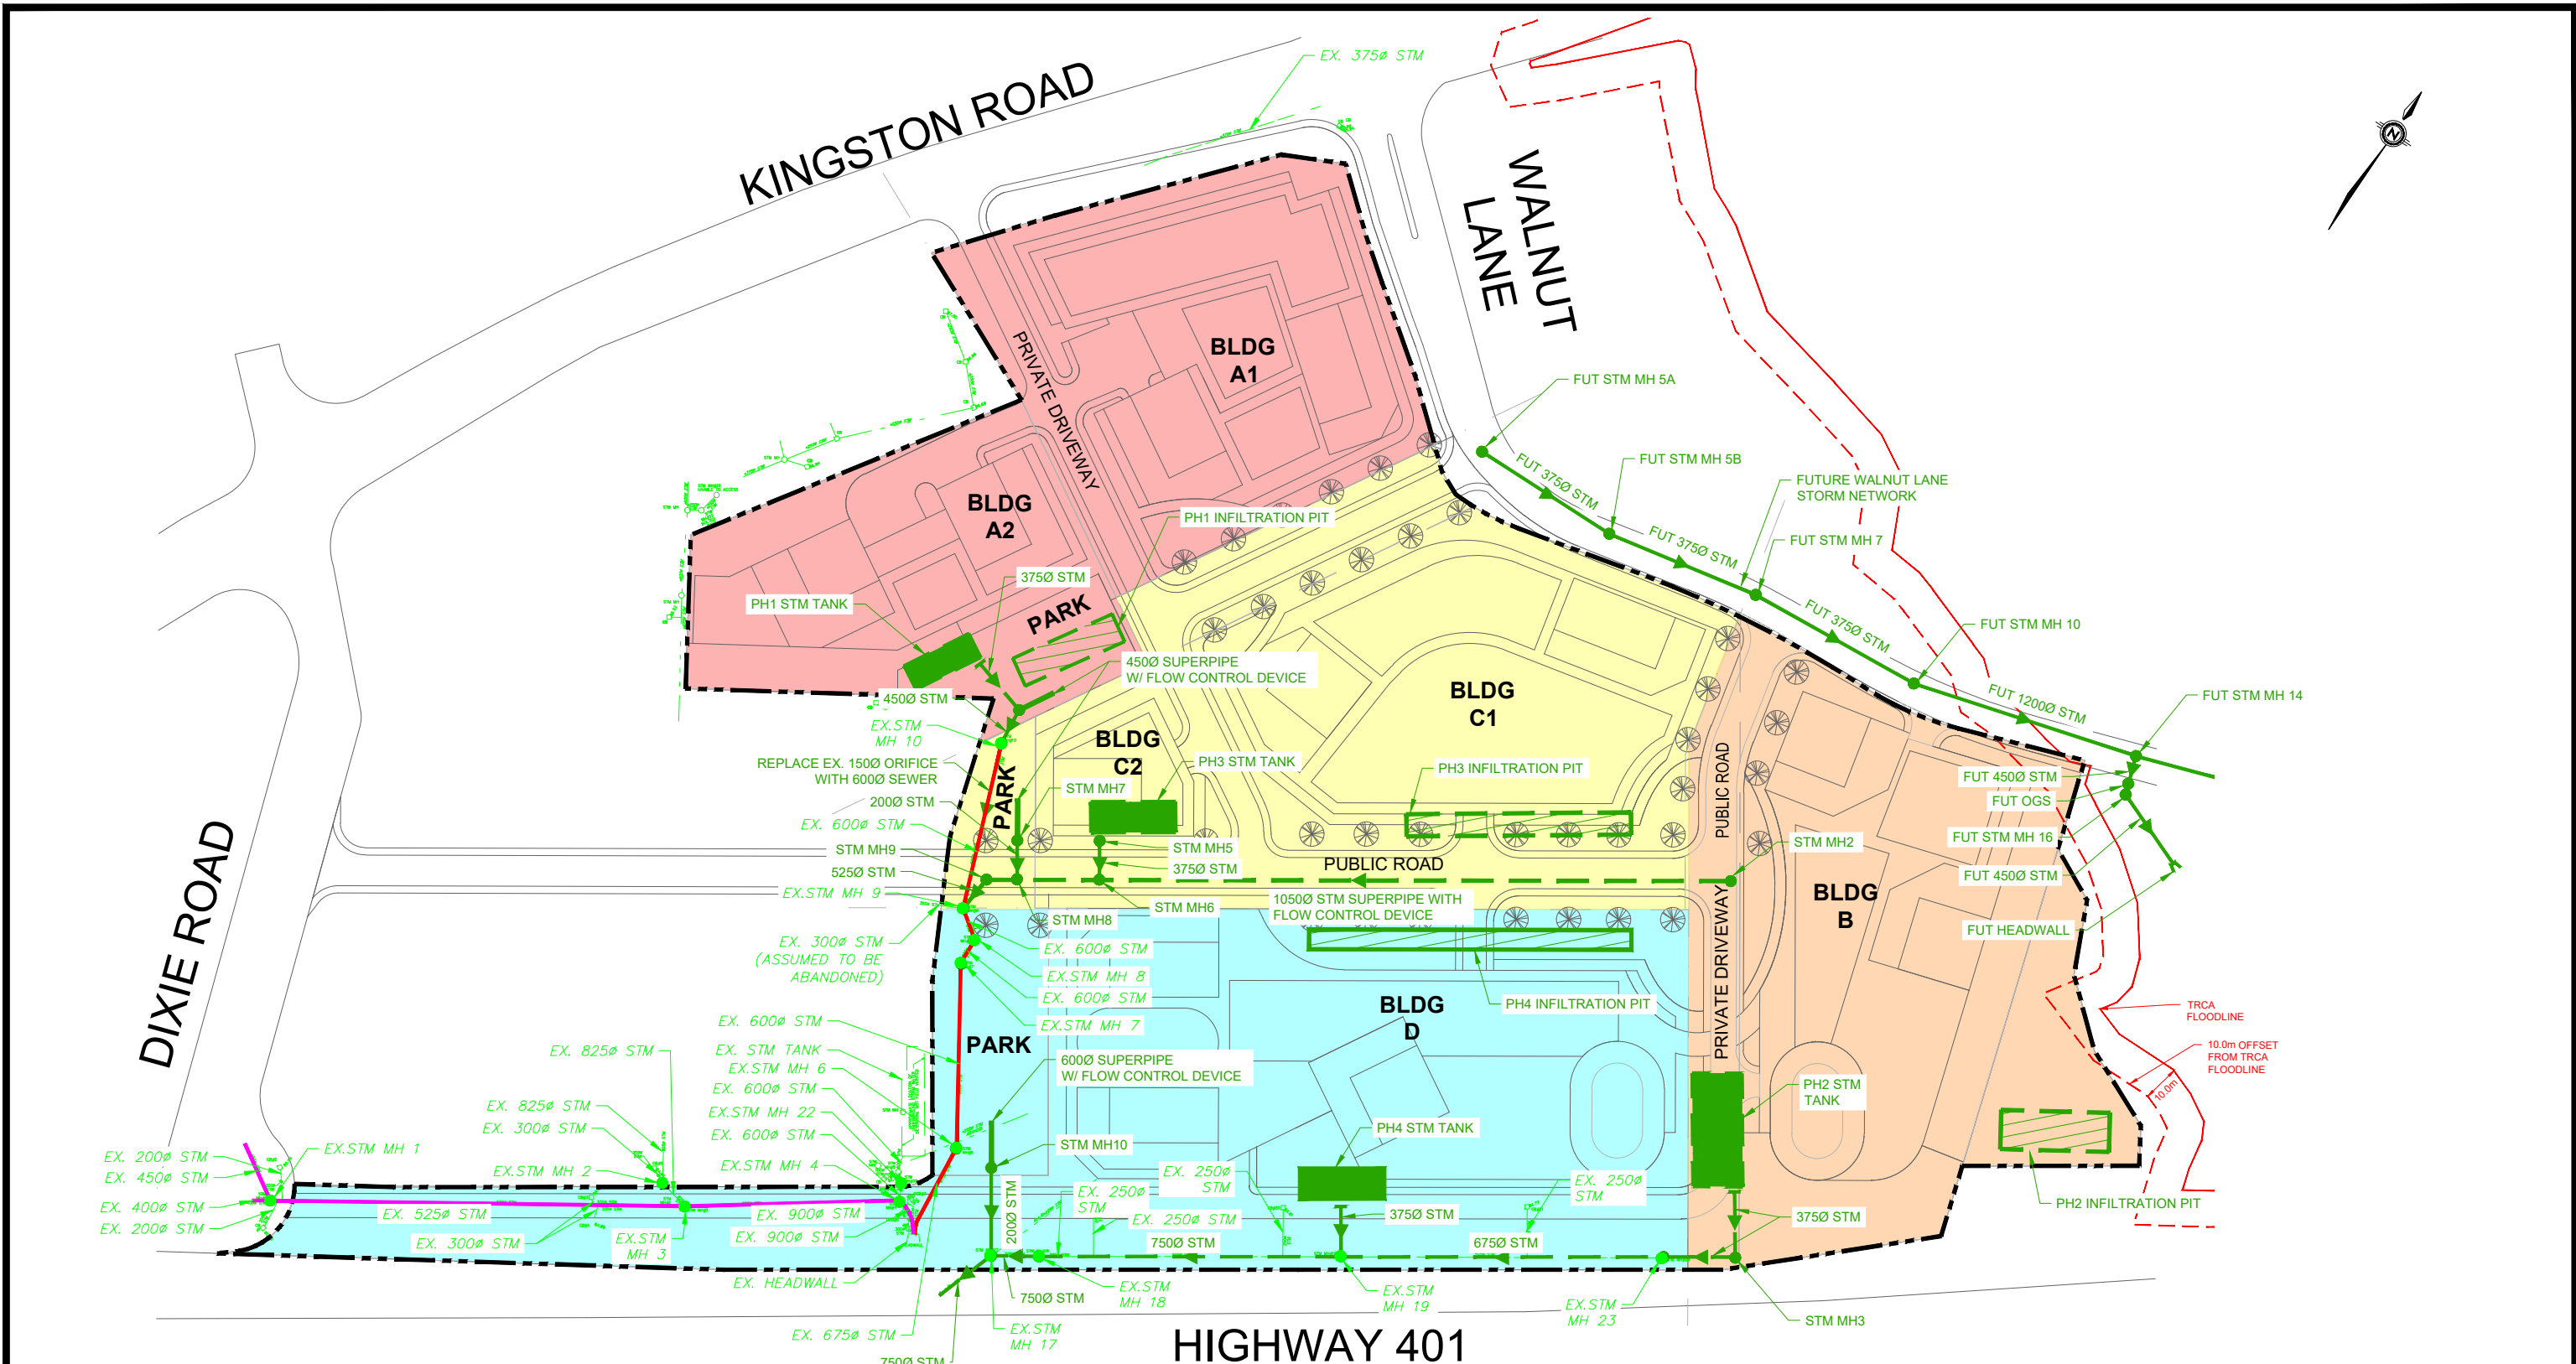 EX. 375ø STM
KINGSTON ROAD
WALNUT
LANE
N
BLDG
A1
PRIVATE DRIVEWAY
FUT STM MH 5A
FUT 375Ø STM
FUT STM MH 5B
FUTURE WALNUT LANE
STORM NETWORK
FUT 375Ø STM
FUT STM MH 7
BLDG
A2
PH1 INFILTRATION PIT
375Ø STM
PH1 STM TANK
PARK
FUT 375Ø STM
FUT STM MH 10
450Ø SUPERPIPE
W/ FLOW CONTROL DEVICE
450Ø STM
BLDG
C1
FUT 1200Ø STM
FUT STM MH 14
EX.STM
MH 10
BLDG
C2
REPLACE EX. 150Ø ORIFICE
WITH 600Ø SEWER
PARK
PH3 STM TANK
PH3 INFILTRATION PIT
PUBLIC ROAD
FUT 450Ø STM
STM MH7
200Ø STM
FUT OGS
EX. 600ø STM
FUT STM MH 16
STM MH9
STM MH5
STM MH2
PUBLIC ROAD
525Ø STM
375Ø STM
FUT 450Ø STM
EX.STM MH 9
BLDG
B
DIXIE ROAD
STM MH8
STM MH6
1050Ø STM SUPERPIPE WITH
FLOW CONTROL DEVICE
FUT HEADWALL
EX. 300ø STM
(ASSUMED TO BE
ABANDONED)
EX. 600ø STM
EX.STM MH 8
EX. 600ø STM
PH4 INFILTRATION PIT
BLDG
D
PRIVATE DRIVEWAY
TRCA
FLOODLINE
EX.STM MH 7
EX. 600ø STM
PARK
10.0m OFFSET
FROM TRCA
FLOODLINE
10.0m
EX. 825ø STM
EX. STM TANK
600Ø SUPERPIPE
W/ FLOW CONTROL DEVICE
EX.STM MH 6
EX. 600ø STM
PH2 STM
TANK
EX. 825ø STM
EX.STM MH 22
EX. 300ø STM
EX. 600ø STM
PH4 STM TANK
EX.STM MH 1
EX. 200ø STM
STM MH10
EX. 450ø STM
EX.STM MH 2
EX.STM MH 4
EX. 250ø
STM
EX. 250ø
STM
EX. 250ø
STM
PH2 INFILTRATION PIT
EX. 400ø STM
EX. 200ø STM
EX. 525ø STM
EX. 900ø STM
200Ø STM
EX. 250ø STM
375Ø STM
375Ø STM
EX. 300ø STM
EX.STM
MH 3
EX. 900ø STM
750Ø STM
675Ø STM
EX. HEADWALL
750Ø STM
EX.STM
MH 18
EX.STM
MH 19
EX.STM
MH 23
STM MH3
EX. 675ø STM
EX.STM
MH 17
HIGHWAY 401
750Ø STM